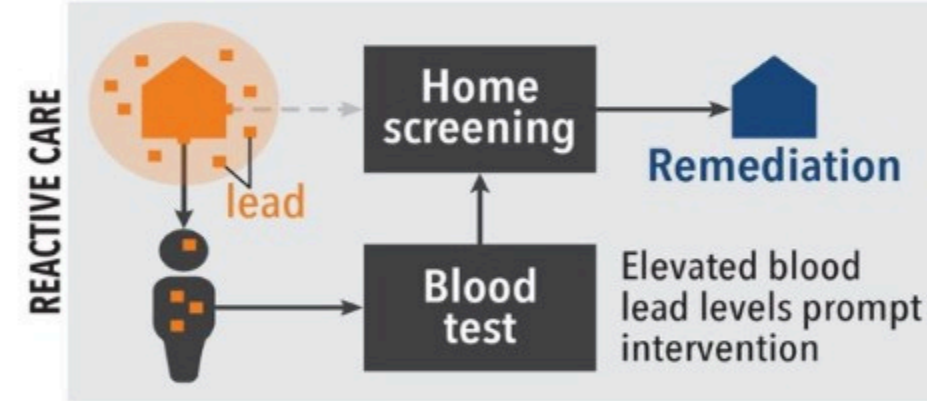 REACTIVE CARE
lead
Home
screening
Remediation
Blood
test
Elevated blood
lead levels prompt
intervention